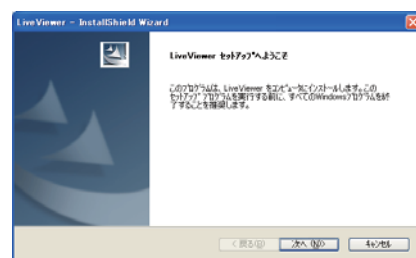 LiveViewer - InstallShield Wizard
LiveViewer ｾｯﾄｱｯﾌﾟへようこそ
このﾌﾟﾛｸﾞﾗﾑは、LiveViewer をｺﾝﾋﾟｭｰﾀにｲﾝｽﾄｰﾙします。この
ｾｯﾄｱｯﾌﾟ ﾌﾟﾛｸﾞﾗﾑを実行する前に、すべてのWindowsﾌﾟﾛｸﾞﾗﾑを終
了することを推奨します。
< 戻る(B)
次へ (N)>
ｷｬﾝｾﾙ